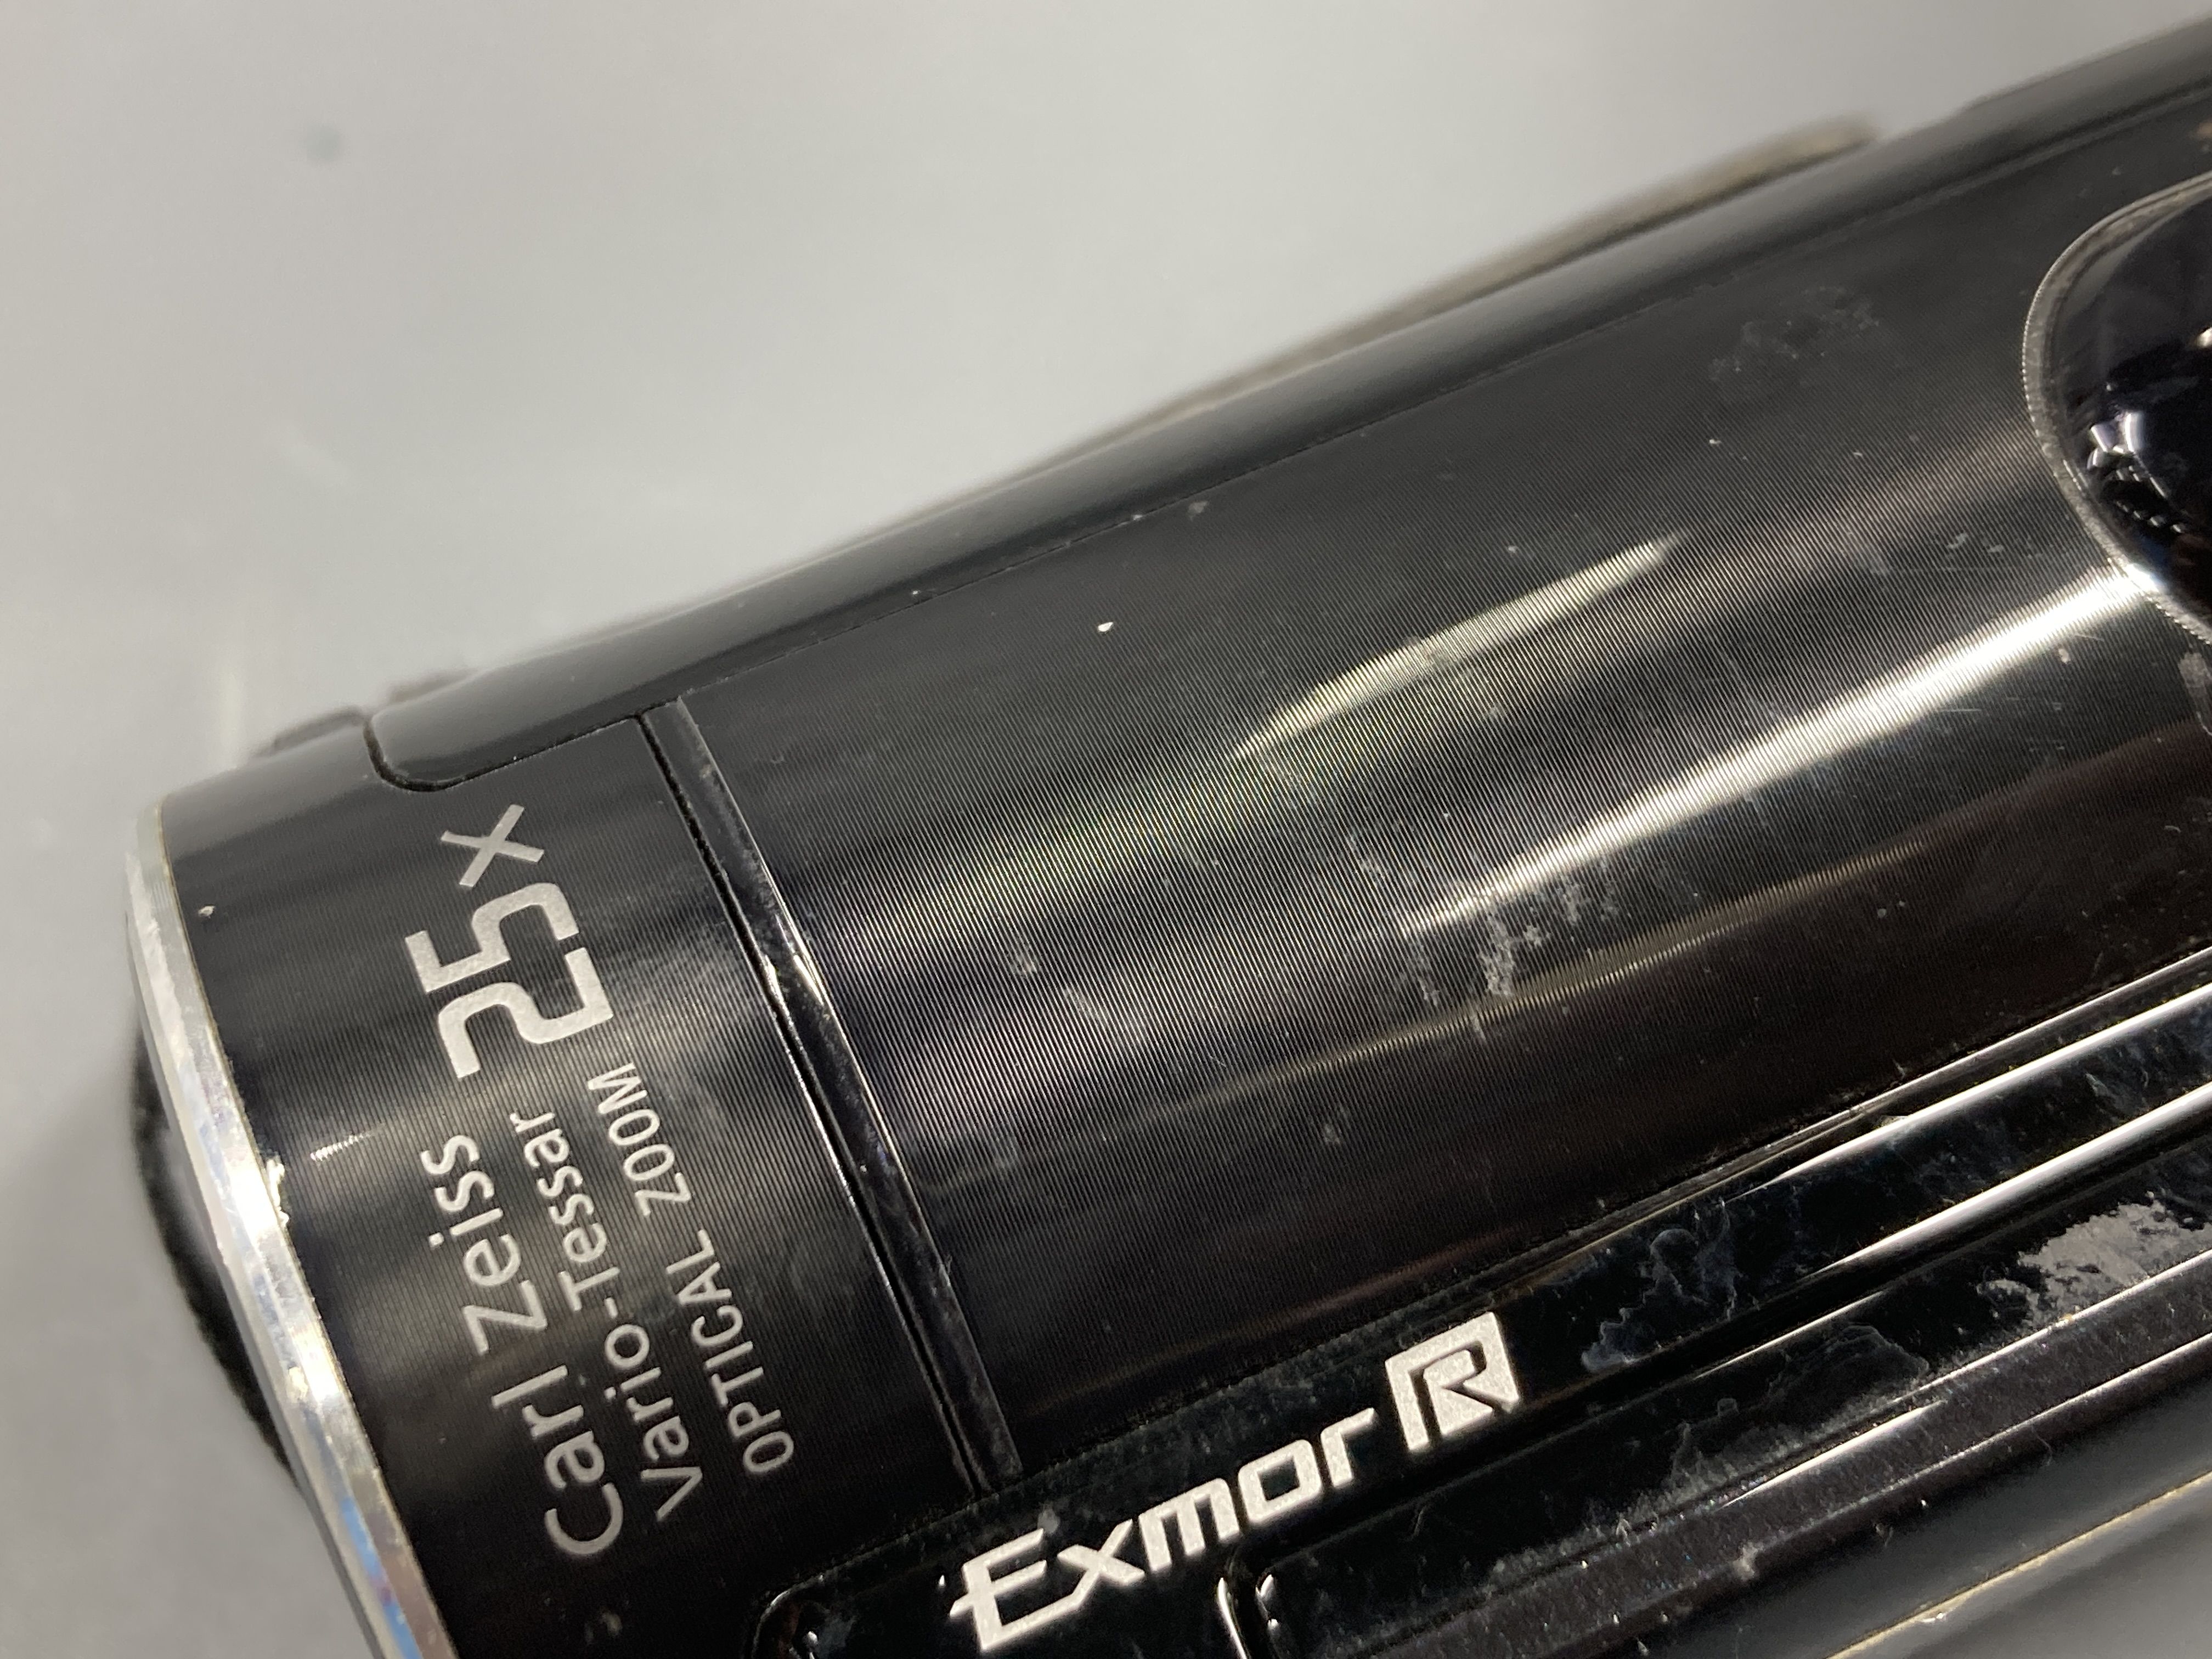 Carl Zeiss 25x
Vario-Tessar
OPTICAL ZOOM
Exmor R